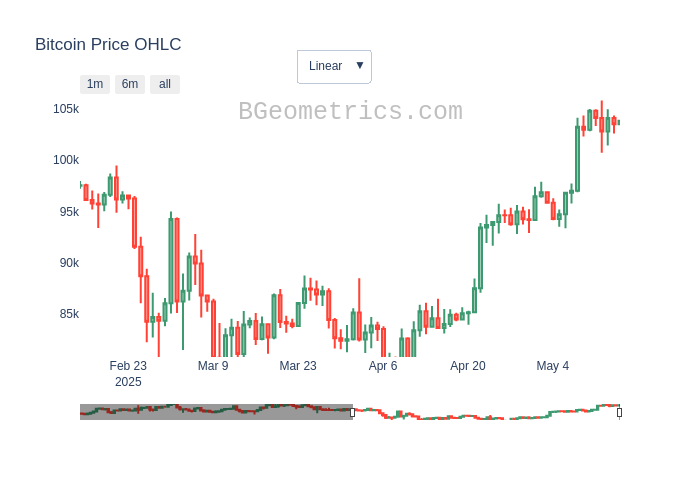 Bitcoin Price OHLC
Linear ▼
1m 6m all
BGeometrics.com
105k
100k
95k
90k
85k
Feb 23 Mar 9 Mar 23 Apr 6 Apr 20 May 4
2025